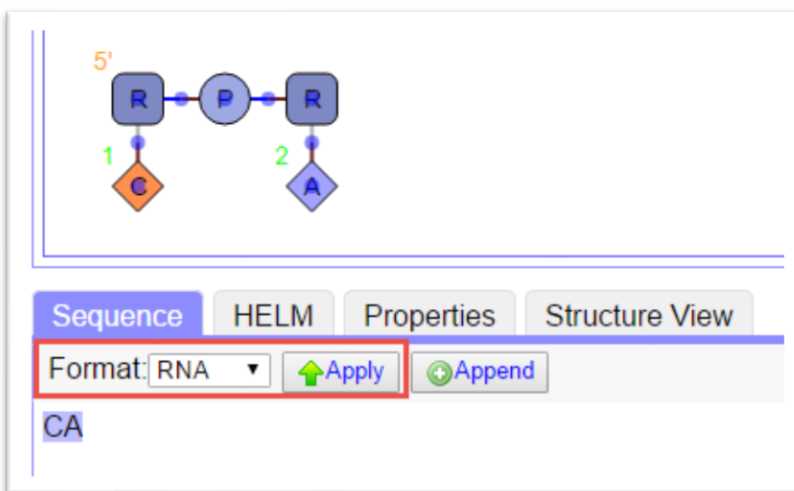 5'
R P R
1 2
C A
Sequence HELM Properties Structure View
Format: RNA Apply Append
CA